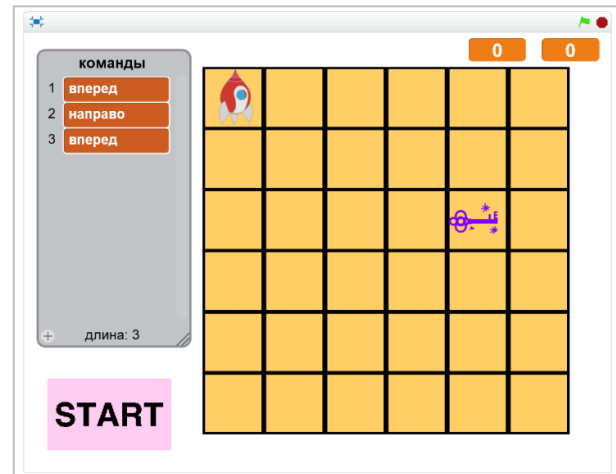 0 0
команды
1 вперед
2 направо
3 вперед
+ длина: 3
START